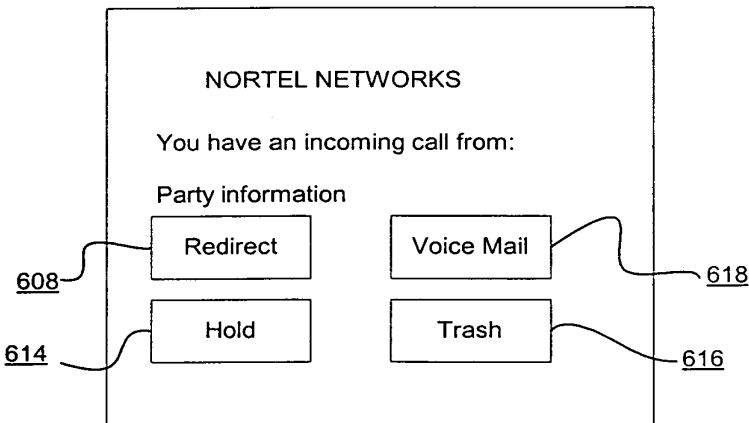 NORTEL NETWORKS
You have an incoming call from:
Party information
Redirect Voice Mail
608 618
Hold Trash
614 616